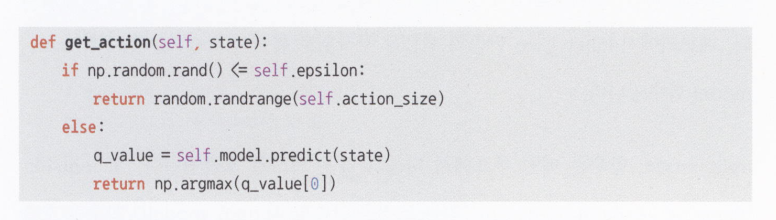 def get_action(self, state):
    if np.random.rand() <= self.epsilon:
        return random.randrange(self.action_size)
    else:
        q_value = self.model.predict(state)
        return np.argmax(q_value[0])